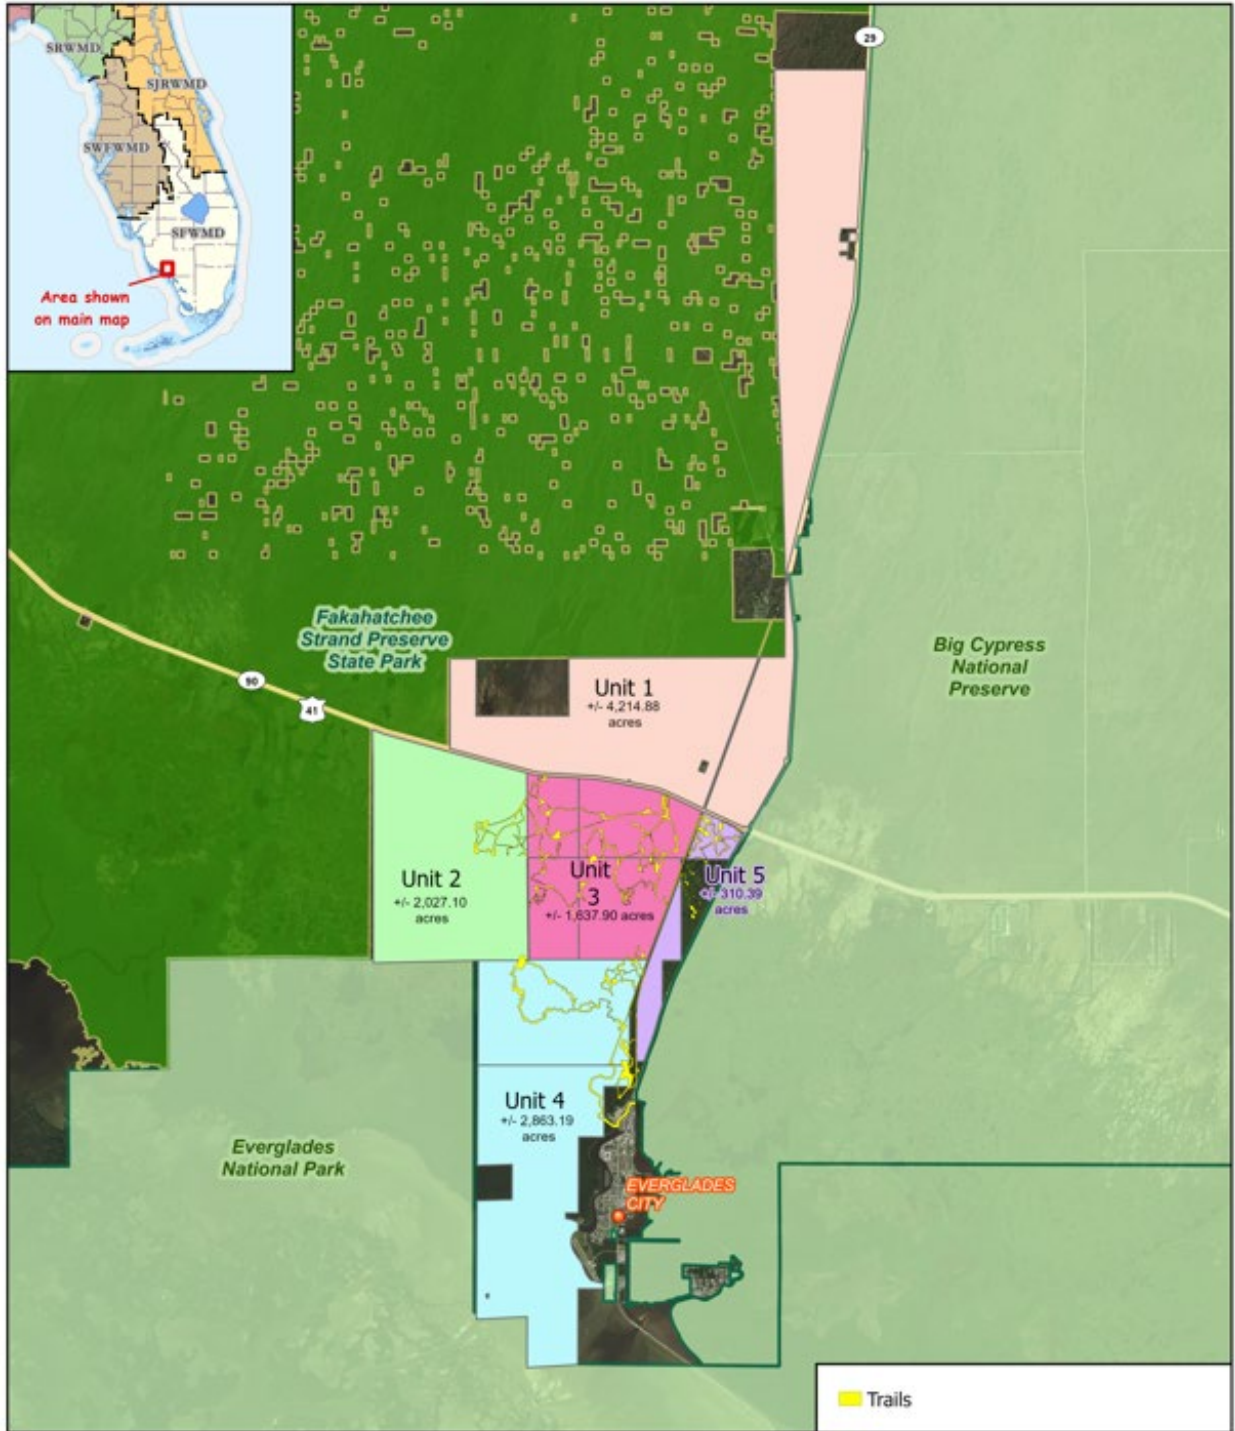 SRWMD
SJRWMD
SWFWMD
SFWMD
Area shown
on main map
29
Fakahatchee
Strand Preserve
State Park
90
41
Big Cypress
National
Preserve
Unit 1
+/- 4,214.88
acres
Unit 2
+/- 2,027.10
acres
Unit
3
+/- 1,637.90 acres
Unit 5
+/- 310.39
acres
Unit 4
+/- 2,863.19
acres
Everglades
National Park
EVERGLADES
CITY
Trails